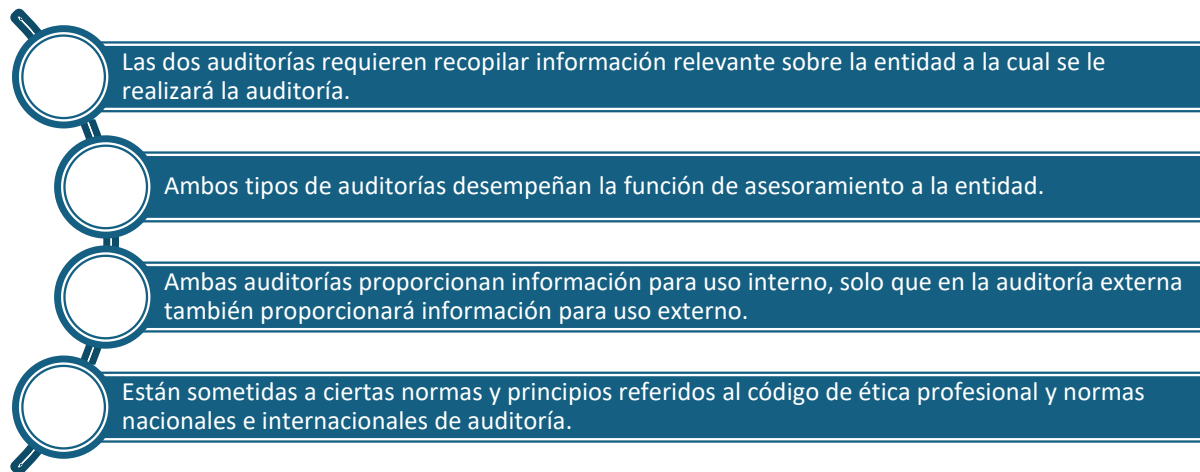 Las dos auditorías requieren recopilar información relevante sobre la entidad a la cual se le
realizará la auditoría.
Ambos tipos de auditorías desempeñan la función de asesoramiento a la entidad.
Ambas auditorías proporcionan información para uso interno, solo que en la auditoría externa
también proporcionará información para uso externo.
Están sometidas a ciertas normas y principios referidos al código de ética profesional y normas
nacionales e internacionales de auditoría.